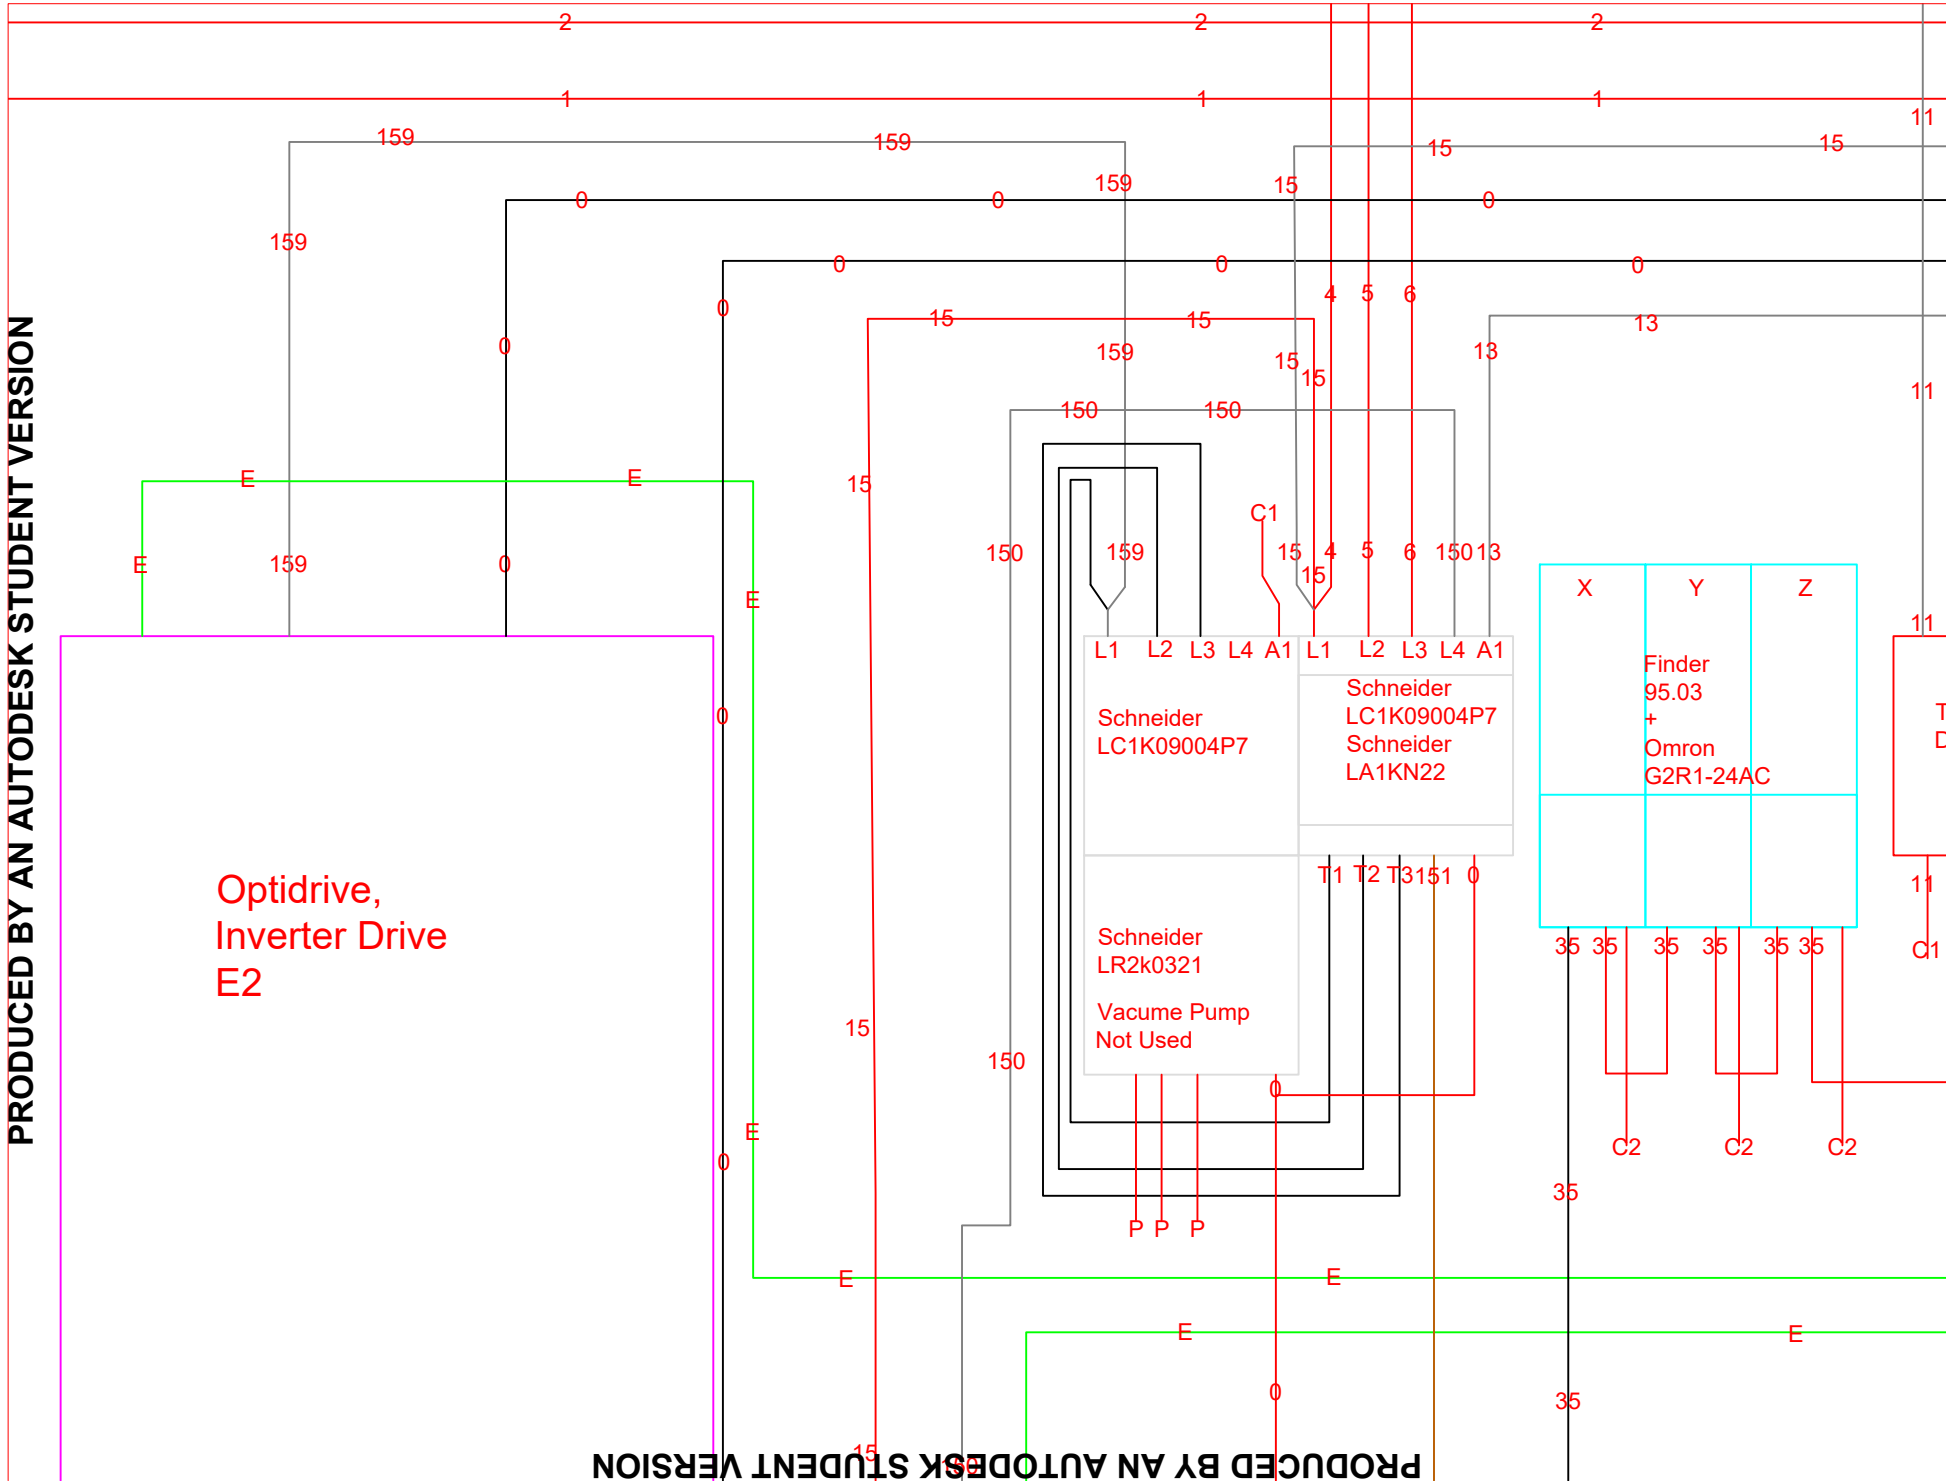 2 2 2
1 1 1
11
159 159 15 15
159 15
0 0 0
159
0 0 0
4 5 6
0
15 15 13
0 159 15 13
15
11
150 150
E E
15
C1
E 159 0 150 159 15 4 5 6 150 13
15
E
X Y Z
11
L1 L2 L3 L4 A1 L1 L2 L3 L4 A1
Schneider
LC1K09004P7
Schneider
LC1K09004P7
Schneider
LA1KN22
Finder
95.03
+
Omron
G2R1-24AC
T
D
0
T1 T2 T3 151 0
11
Optidrive,
Inverter Drive
E2
Schneider
LR2k0321
Vacume Pump
Not Used
35 35 35 35 35 35
C1
15
150
0
E
0
C2 C2 C2
35
P P P
E E
E E
0
35
15
150
PRODUCED BY AN AUTODESK STUDENT VERSION
PRODUCED BY AN AUTODESK STUDENT VERSION